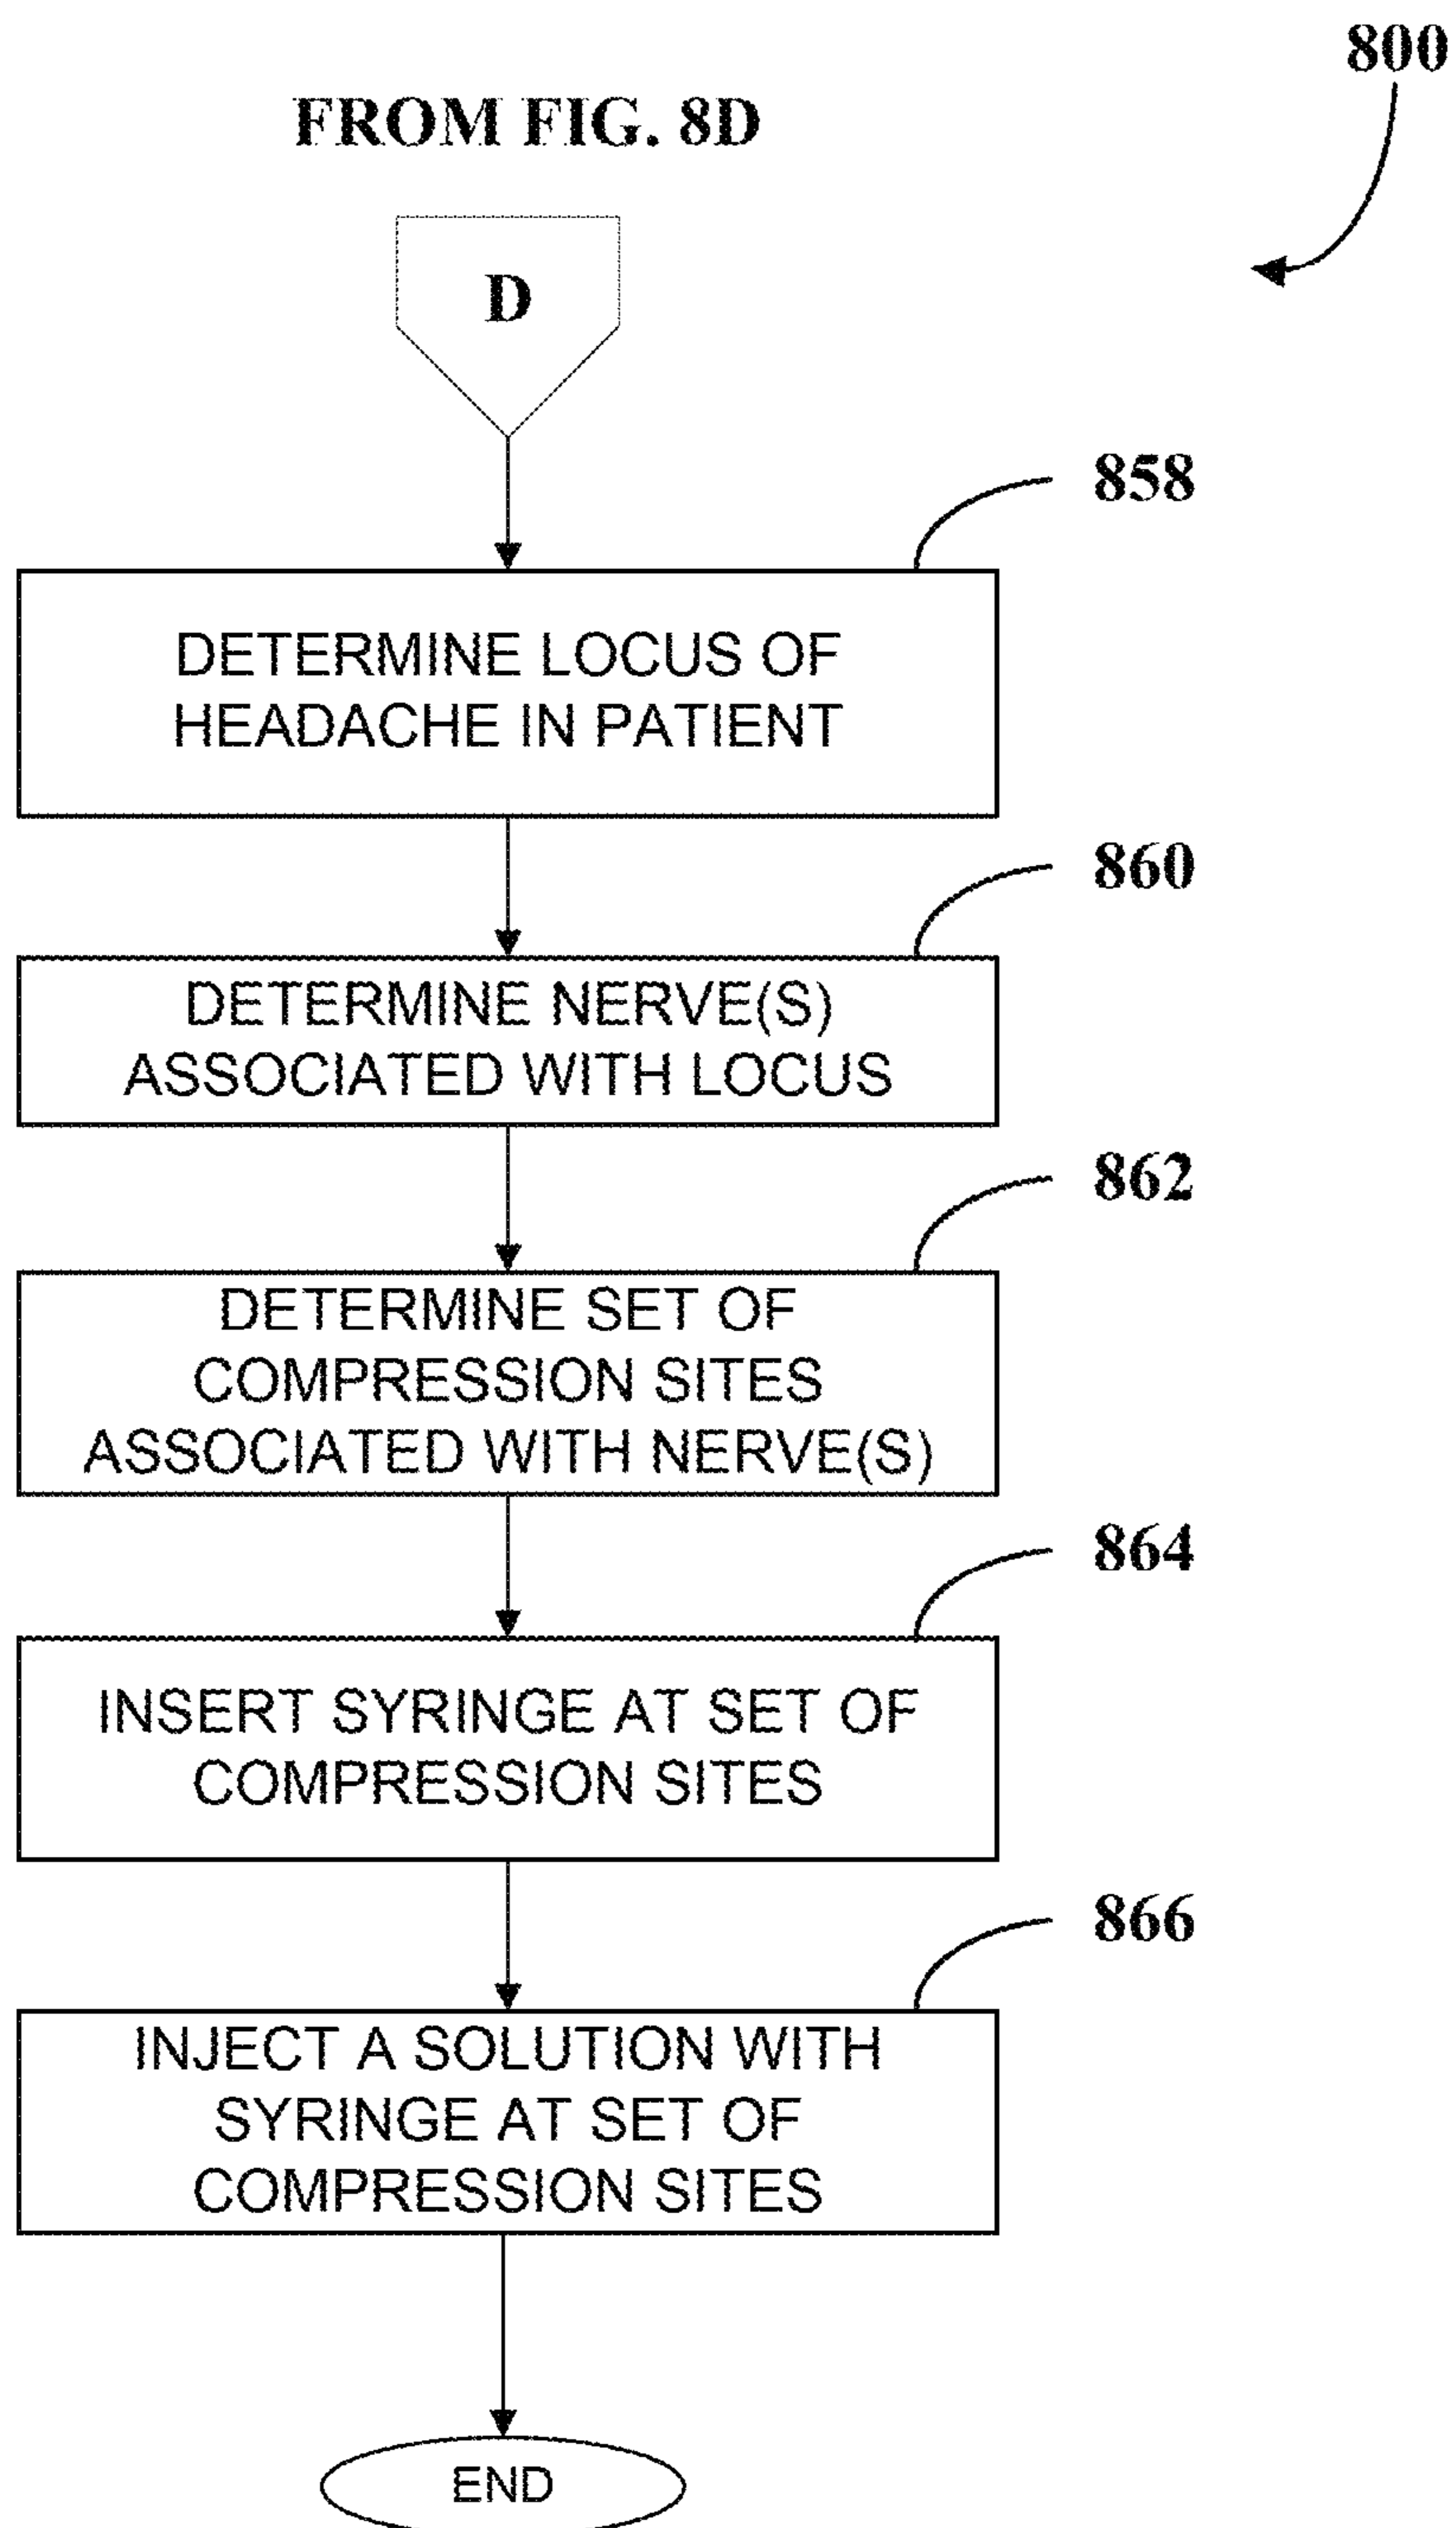 800
FROM FIG. 8D
D
858
DETERMINE LOCUS OF
HEADACHE IN PATIENT
860
DETERMINE NERVE(S)
ASSOCIATED WITH LOCUS
862
DETERMINE SET OF
COMPRESSION SITES
ASSOCIATED WITH NERVE(S)
864
INSERT SYRINGE AT SET OF
COMPRESSION SITES
866
INJECT A SOLUTION WITH
SYRINGE AT SET OF
COMPRESSION SITES
END